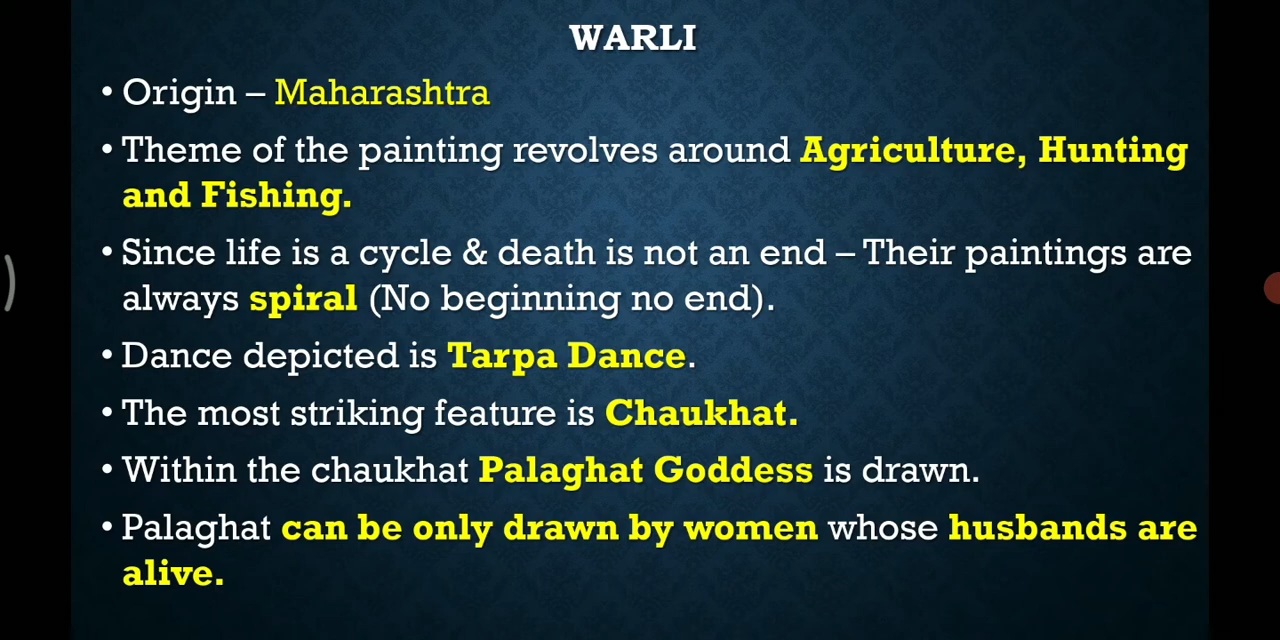 WARLI
• Origin – Maharashtra
• Theme of the painting revolves around Agriculture, Hunting
and Fishing.
• Since life is a cycle & death is not an end – Their paintings are
always spiral (No beginning no end).
• Dance depicted is Tarpa Dance.
• The most striking feature is Chaukhat.
• Within the chaukhat Palaghat Goddess is drawn.
• Palaghat can be only drawn by women whose husbands are
alive.